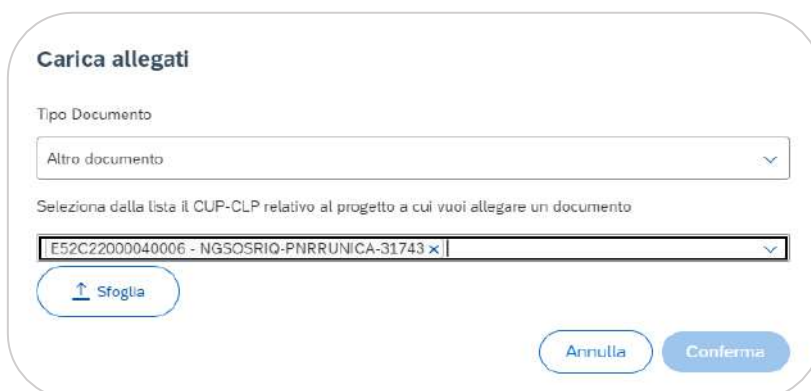 Carica allegati
Tipo Documento
Altro documento
Seleziona dalla lista il CUP-CLP relativo al progetto a cui vuoi allegare un documento
E52C22000040006 - NGSOSRIQ-PNRRUNICA-31743 ×
Sfoglia
Annulla Conferma